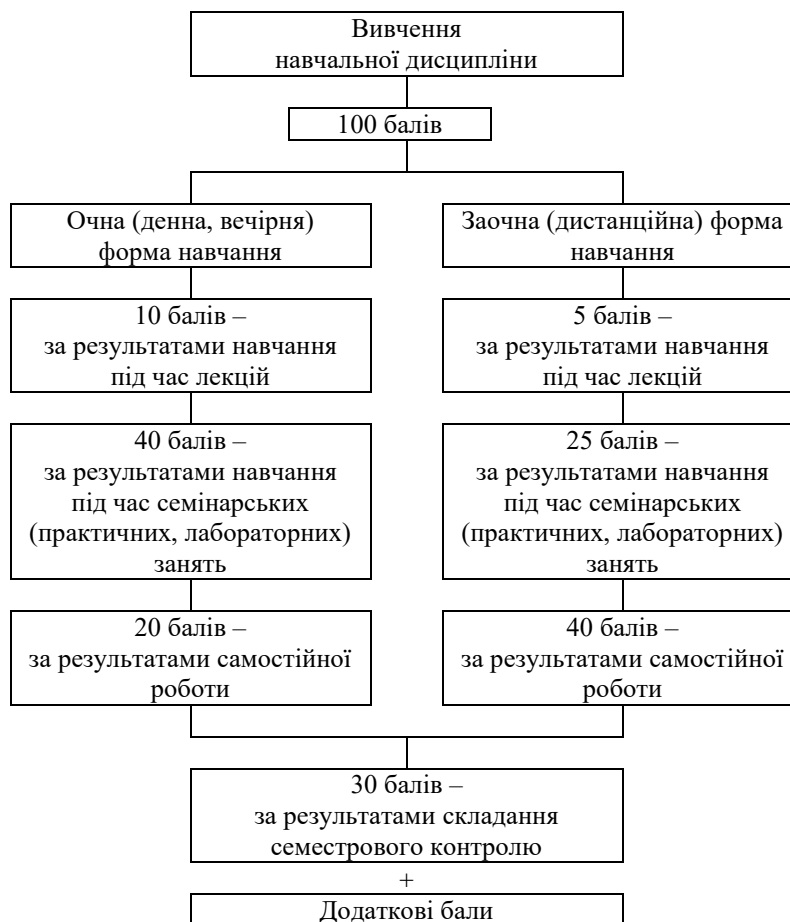 Вивчення
навчальної дисципліни
100 балів
Очна (денна, вечірня)
форма навчання
Заочна (дистанційна) форма
навчання
10 балів –
за результатами навчання
під час лекцій
5 балів –
за результатами навчання
під час лекцій
40 балів –
за результатами навчання
під час семінарських
(практичних, лабораторних)
занять
25 балів –
за результатами навчання
під час семінарських
(практичних, лабораторних)
занять
20 балів –
за результатами самостійної
роботи
40 балів –
за результатами самостійної
роботи
30 балів –
за результатами складання
семестрового контролю
+
Додаткові бали